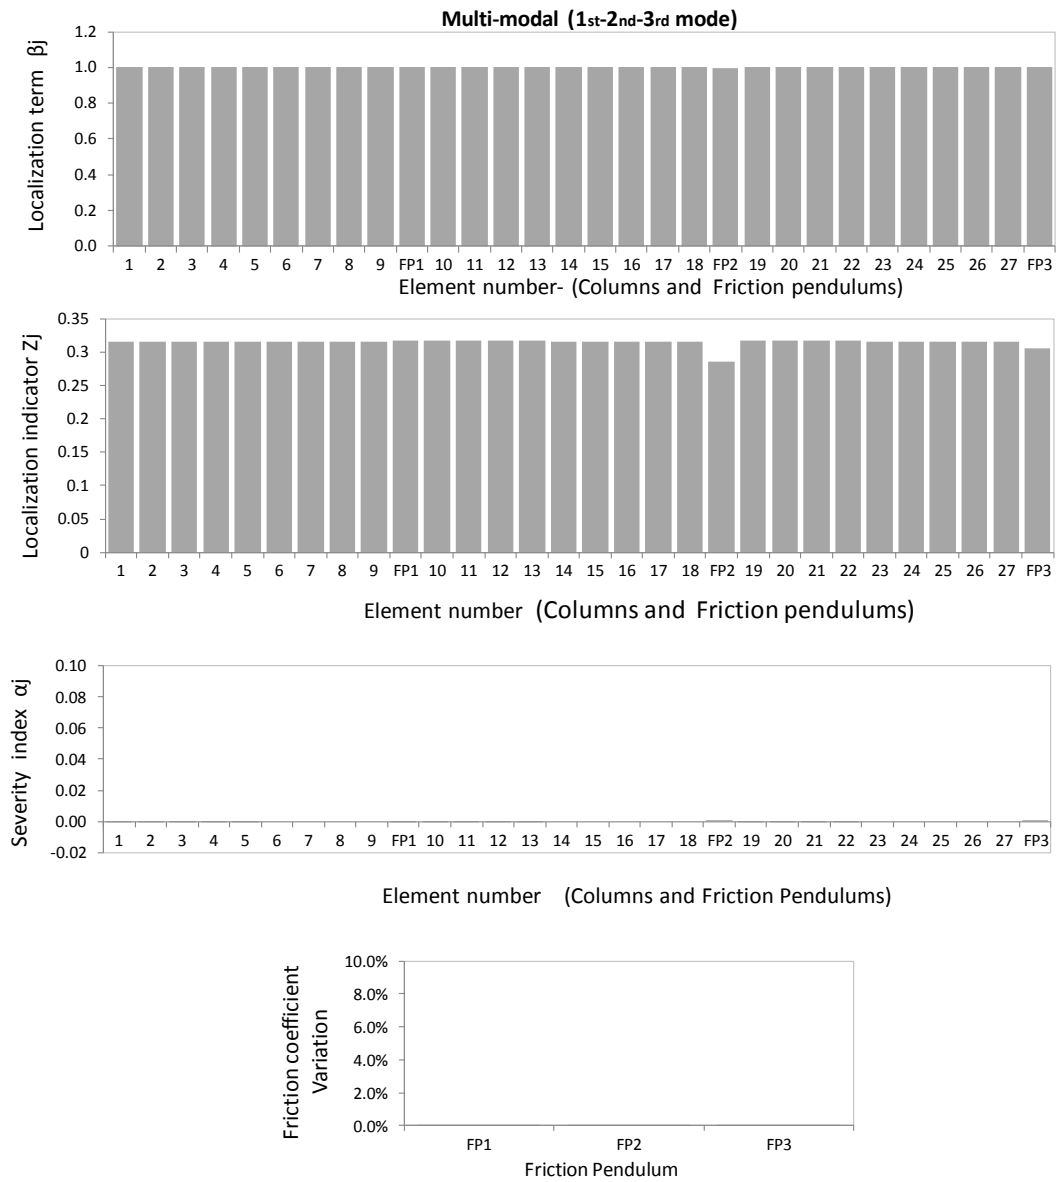 Multi-modal (1st-2nd-3rd mode)
Localization term βj
1.2
1.0
0.8
0.6
0.4
0.2
0.0
1 2 3 4 5 6 7 8 9 FP1 10 11 12 13 14 15 16 17 18 FP2 19 20 21 22 23 24 25 26 27 FP3
Element number- (Columns and Friction pendulums)
Localization indicator Zj
0.35
0.3
0.25
0.2
0.15
0.1
0.05
0
1 2 3 4 5 6 7 8 9 FP1 10 11 12 13 14 15 16 17 18 FP2 19 20 21 22 23 24 25 26 27 FP3
Element number (Columns and Friction pendulums)
Severity index αj
0.10
0.08
0.06
0.04
0.02
0.00
-0.02
1 2 3 4 5 6 7 8 9 FP1 10 11 12 13 14 15 16 17 18 FP2 19 20 21 22 23 24 25 26 27 FP3
Element number (Columns and Friction Pendulums)
Friction coefficient
Variation
10.0%
8.0%
6.0%
4.0%
2.0%
0.0%
FP1 FP2 FP3
Friction Pendulum